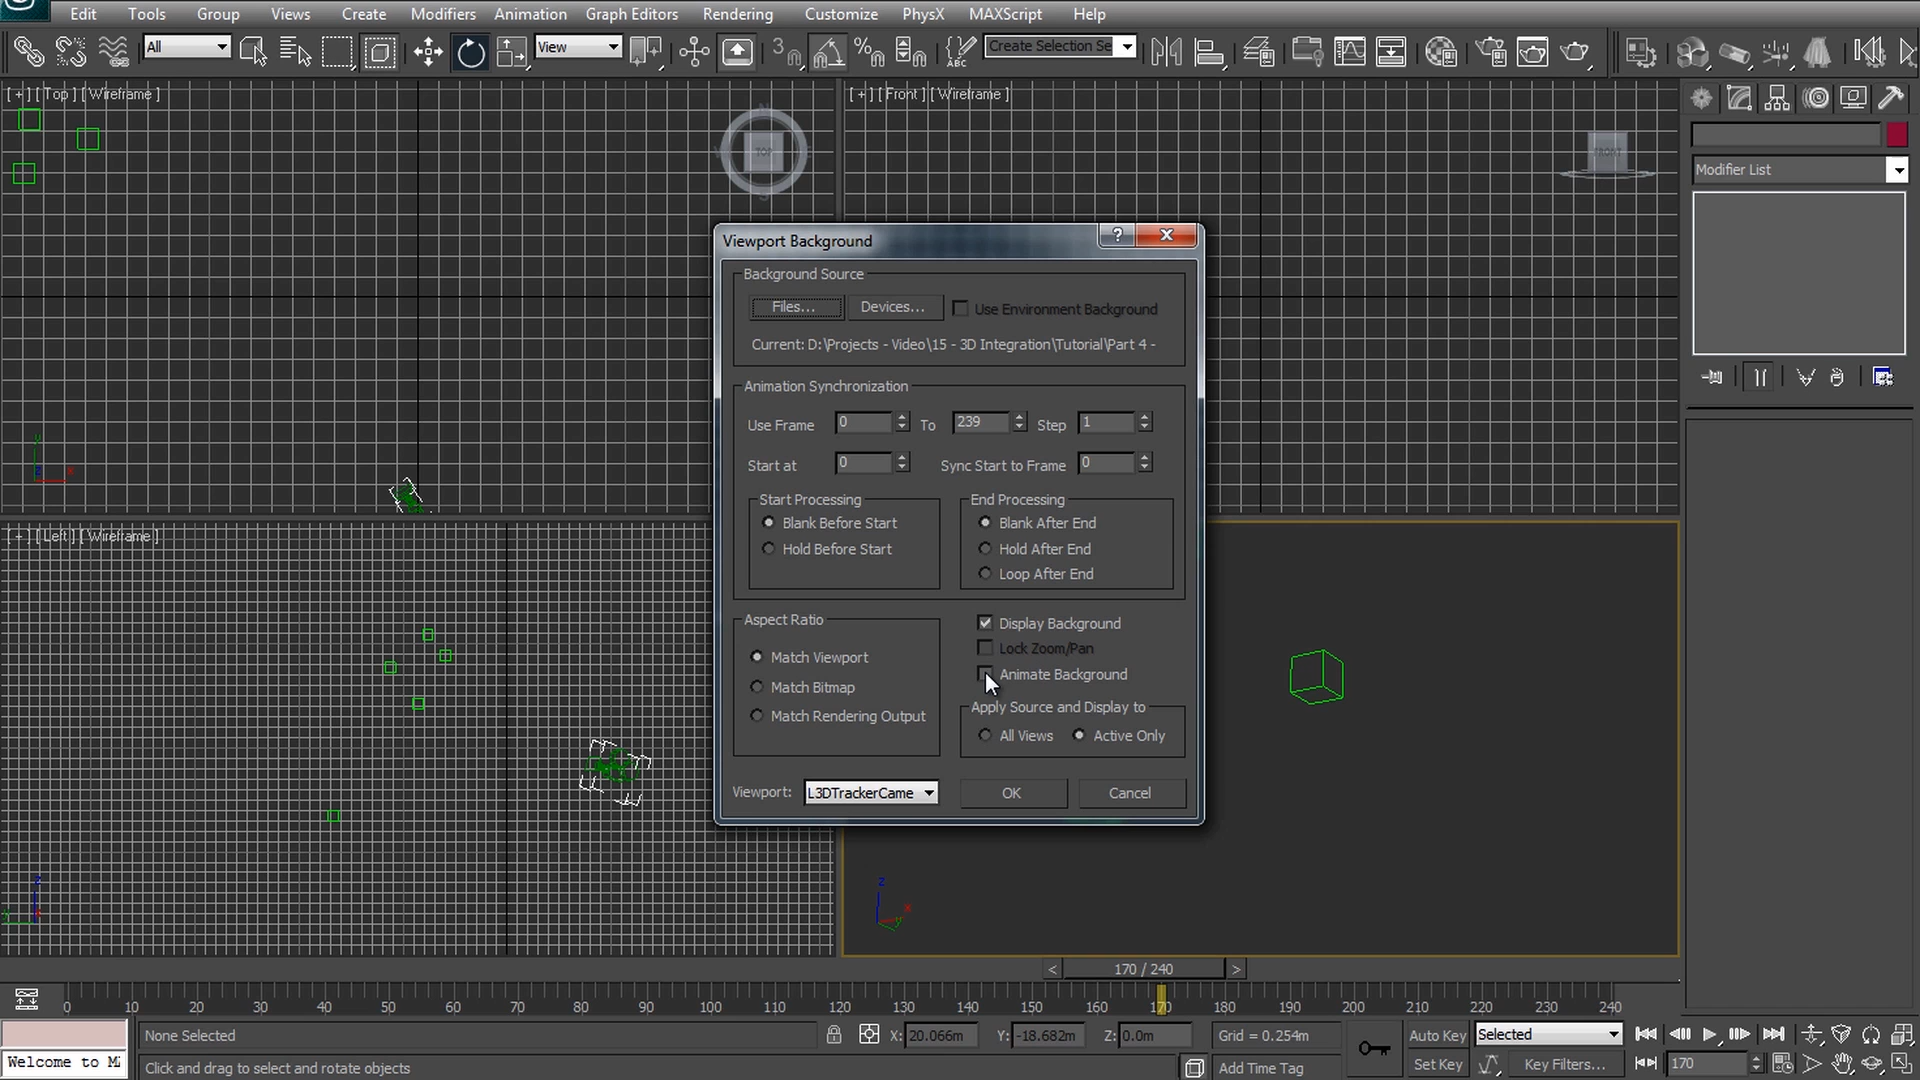 Edit Tools Group Views Create Modifiers Animation Graph Editors Rendering Customize PhysX MAXScript Help
All View 3 ABC Create Selection Se
[ + ] [ Top ] [ Wireframe ] [ + ] [ Front ] [ Wireframe ]
TOP FRONT
Modifier List
Viewport Background
Background Source
Files... Devices... Use Environment Background
Current: D:\Projects - Video\15 - 3D Integration\Tutorial\Part 4 -
Animation Synchronization
Use Frame 0 To 239 Step 1
Start at 0 Sync Start to Frame 0
Start Processing End Processing
Blank Before Start Blank After End
Hold Before Start Hold After End
Loop After End
Aspect Ratio Display Background
Lock Zoom/Pan
Match Viewport
Animate Background
Match Bitmap
Apply Source and Display to
Match Rendering Output
All Views Active Only
Viewport: L3DTrackerCame OK Cancel
[ + ] [ Left ] [ Wireframe ]
< 170 / 240 >
0 10 20 30 40 50 60 70 80 90 100 110 120 130 140 150 160 170 180 190 200 210 220 230 240
None Selected X: 20.066m Y: -18.682m Z: 0.0m Grid = 0.254m Auto Key Selected
Welcome to M Click and drag to select and rotate objects Add Time Tag Set Key Key Filters... 170